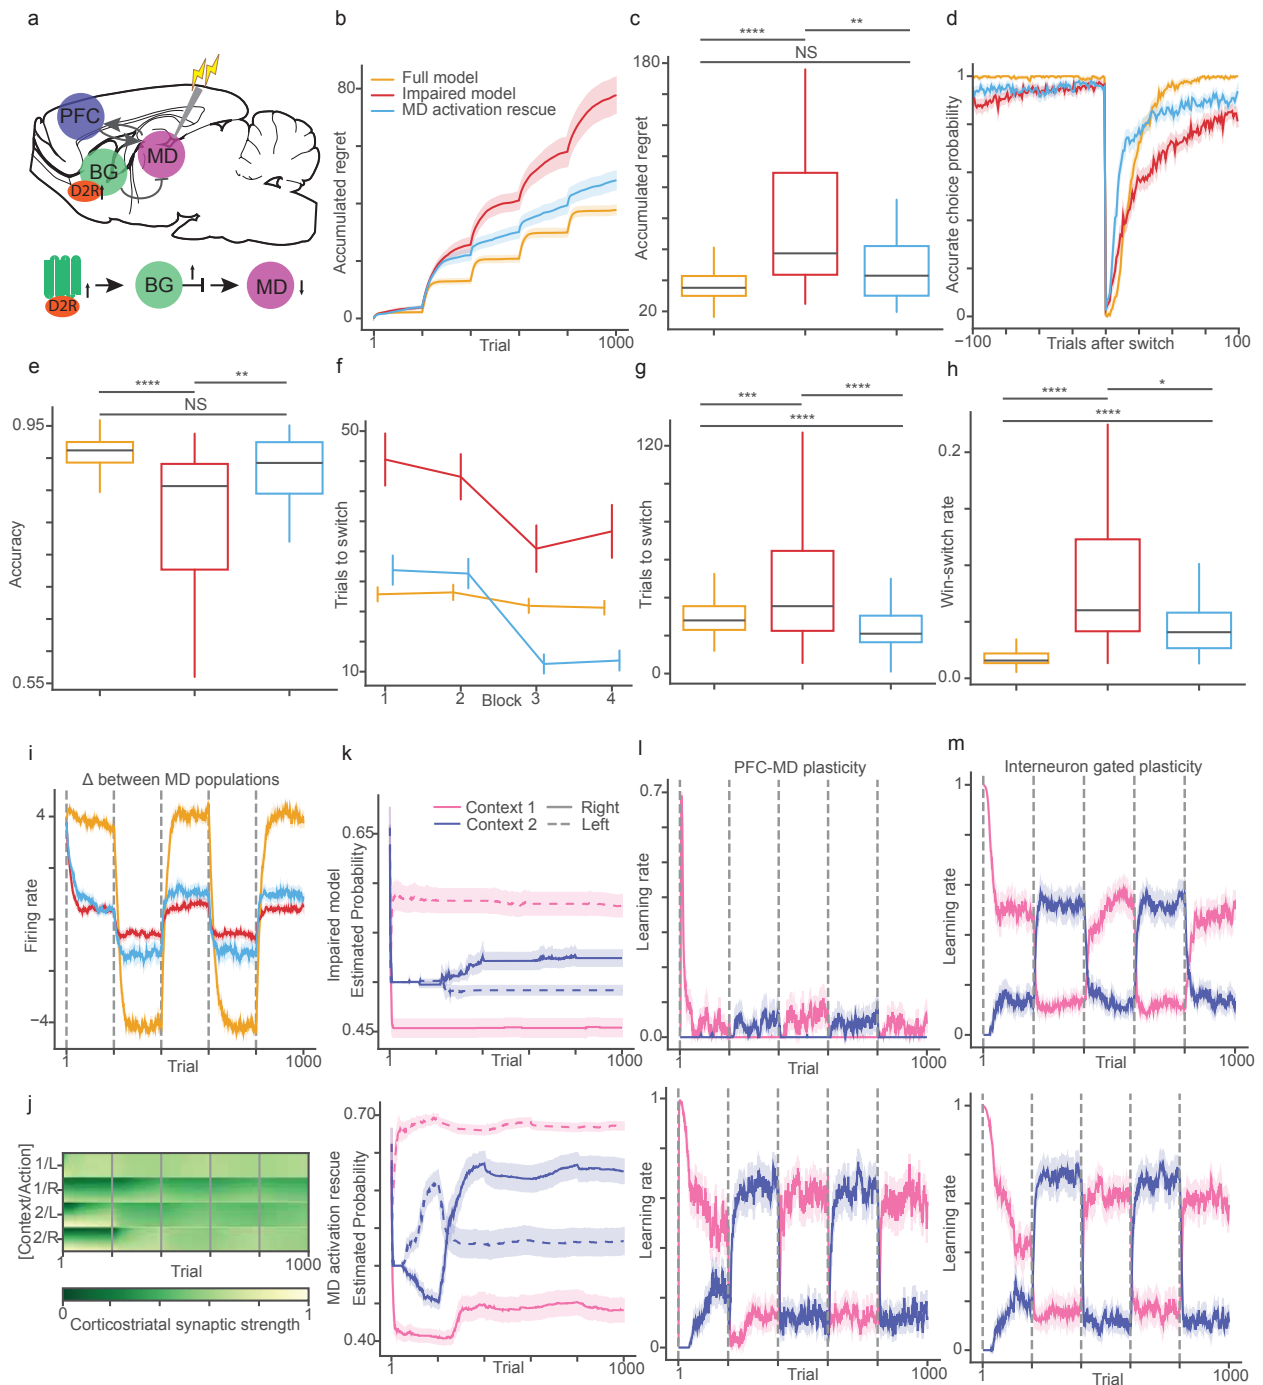 a
PFC
MD
BG
D2R
D2R
BG
MD
b
80
Accumulated regret
0
1
Trial
1000
Full model
Impaired model
MD activation rescue
c
****
**
NS
180
Accumulated regret
20
d
1
Accurate choice probability
0
−100
Trials after switch
100
e
****
**
NS
0.95
Accuracy
0.55
f
50
Trials to switch
10
1
2
Block
3
4
g
***
****
****
120
Trials to switch
0
h
****
*
****
0.2
Win-switch rate
0.0
i
Δ between MD populations
4
Firing rate
−4
1
Trial
1000
j
[Context/Action]
1/L
1/R
2/L
2/R
1
Trial
1000
0
1
Corticostriatal synaptic strength
k
Context 1
Right
Context 2
Left
0.65
Impaired model
Estimated Probability
0.45
1
Trial
1000
0.70
MD activation rescue
Estimated Probability
0.40
1
Trial
1000
l
PFC-MD plasticity
0.7
Learning rate
0.0
1
Trial
1000
1
Learning rate
0
1
Trial
1000
m
Interneuron gated plasticity
1
Learning rate
0
1
Trial
1000
1
Learning rate
0
1
Trial
1000